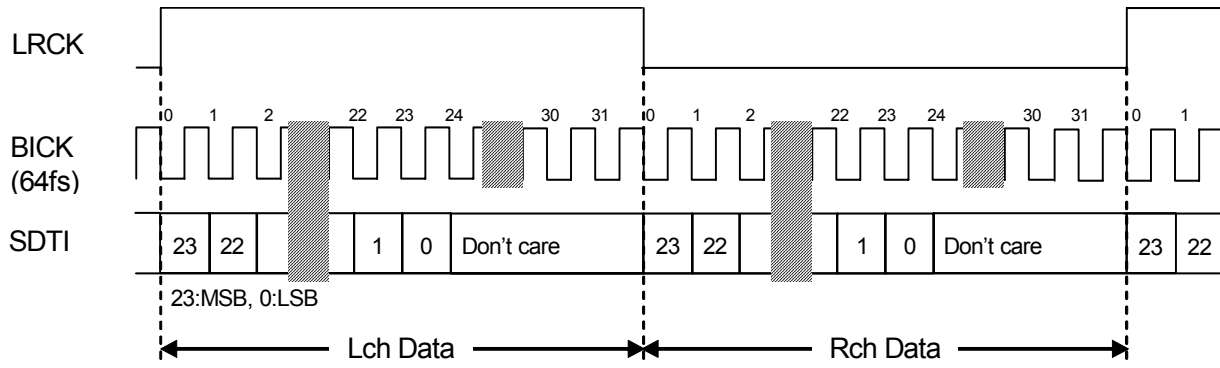 LRCK
0 1 2 22 23 24 30 31 0 1 2 22 23 24 30 31 0 1
BICK
(64fs)
SDTI 23 22 1 0 Don't care 23 22 1 0 Don't care 23 22
23:MSB, 0:LSB
Lch Data Rch Data